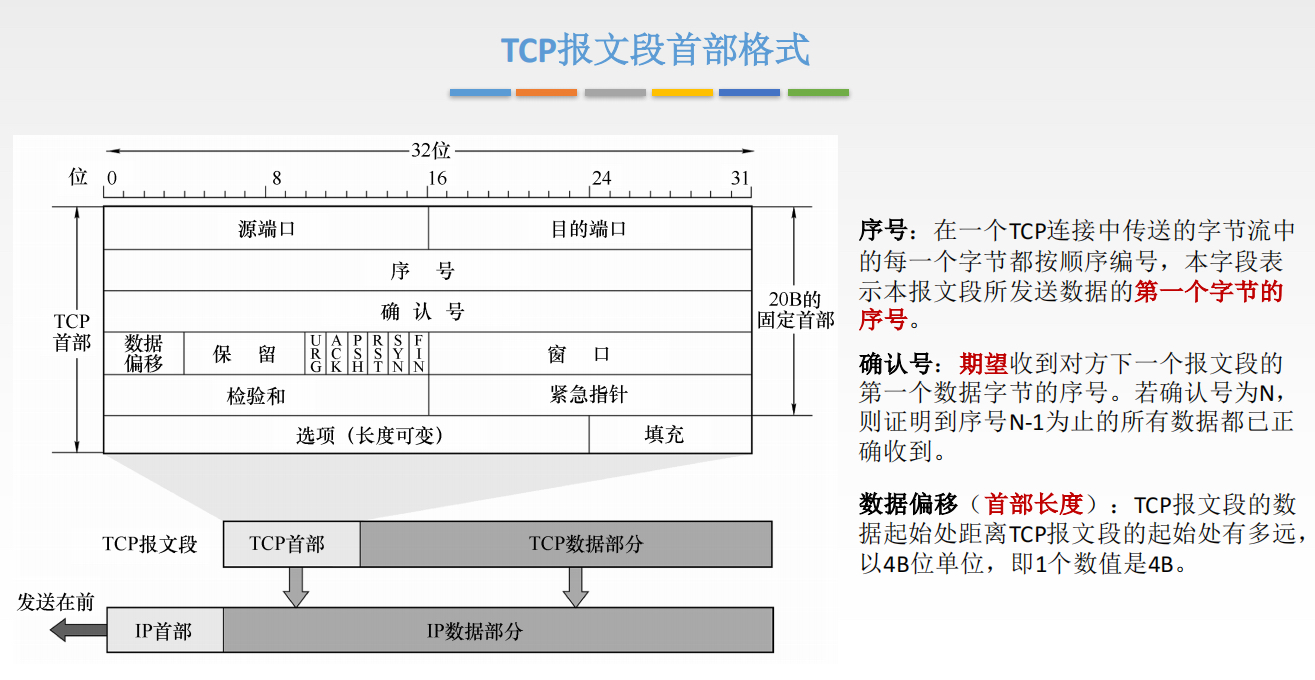 TCP报文段首部格式
32位
位 0 8 16 24 31
源端口 目的端口
序 号
确 认 号
TCP
首部
20B的
固定首部
数据
偏移
保 留
URG ACK PSH RST SYN FIN
窗 口
检验和 紧急指针
选项（长度可变） 填充
TCP报文段 TCP首部 TCP数据部分
发送在前
IP首部 IP数据部分
序号：在一个TCP连接中传送的字节流中
的每一个字节都按顺序编号，本字段表
示本报文段所发送数据的第一个字节的
序号。
确认号：期望收到对方下一个报文段的
第一个数据字节的序号。若确认号为N，
则证明到序号N-1为止的所有数据都已正
确收到。
数据偏移（首部长度）：TCP报文段的数
据起始处距离TCP报文段的起始处有多远，
以4B位单位，即1个数值是4B。